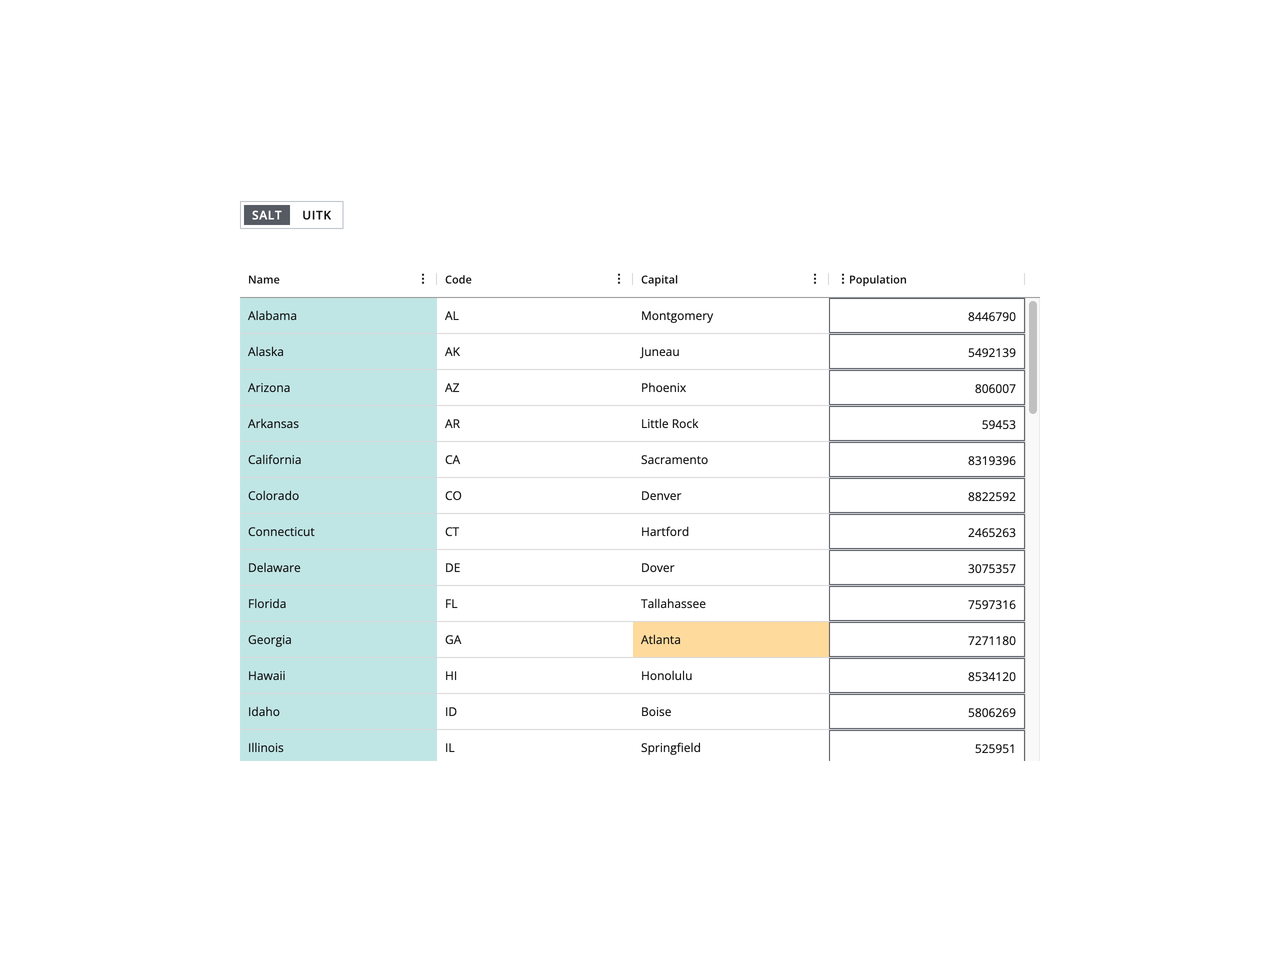 SALT UITK
Name Code Capital Population
Alabama AL Montgomery 8446790
Alaska AK Juneau 5492139
Arizona AZ Phoenix 806007
Arkansas AR Little Rock 59453
California CA Sacramento 8319396
Colorado CO Denver 8822592
Connecticut CT Hartford 2465263
Delaware DE Dover 3075357
Florida FL Tallahassee 7597316
Georgia GA Atlanta 7271180
Hawaii HI Honolulu 8534120
Idaho ID Boise 5806269
Illinois IL Springfield 525951